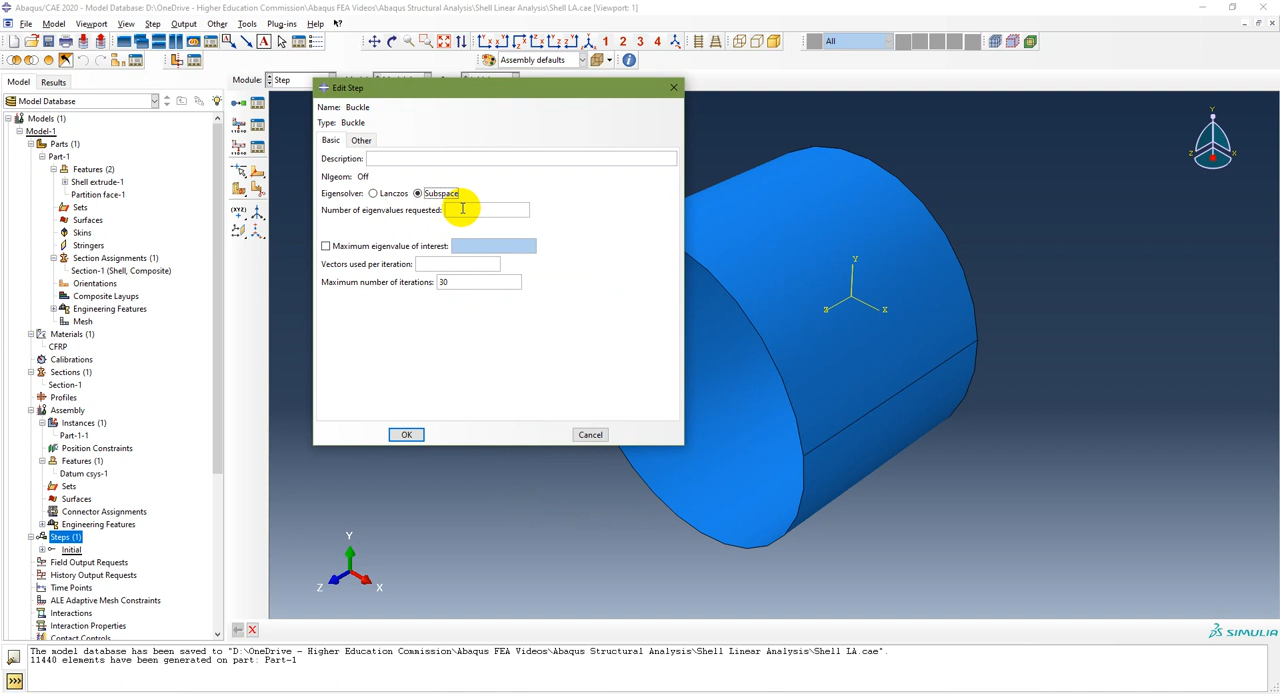 Abaqus/CAE 2020 - Model Database: D:\OneDrive - Higher Education Commission\Abaqus FEA Videos\Abaqus Structural Analysis\Shell Linear Analysis\Shell LA.cae [Viewport: 1]
File Model Viewport View Step Output Other Tools Plug-ins Help
1 2 3 4 All
Assembly defaults
Model Results Module: Step
Model Database
Edit Step
Name: Buckle
Type: Buckle
Basic Other
Description:
Nlgeom: Off
Eigensolver: Lanczos Subspace
Number of eigenvalues requested:
Maximum eigenvalue of interest:
Vectors used per iteration:
Maximum number of iterations: 30
OK Cancel
Models (1)
Model-1
Parts (1)
Part-1
Features (2)
Shell extrude-1
Partition face-1
Sets
Surfaces
Skins
Stringers
Section Assignments (1)
Section-1 (Shell, Composite)
Orientations
Composite Layups
Engineering Features
Mesh
Materials (1)
CFRP
Calibrations
Sections (1)
Section-1
Profiles
Assembly
Instances (1)
Part-1-1
Position Constraints
Features (1)
Datum csys-1
Sets
Surfaces
Connector Assignments
Engineering Features
Steps (1)
Initial
Field Output Requests
History Output Requests
Time Points
ALE Adaptive Mesh Constraints
Interactions
Interaction Properties
Contact Controls
Y
Z X
Y
Z X
Y
Z X
SIMULIA
The model database has been saved to "D:\OneDrive - Higher Education Commission\Abaqus FEA Videos\Abaqus Structural Analysis\Shell Linear Analysis\Shell LA.cae".
11440 elements have been generated on part: Part-1
>>>